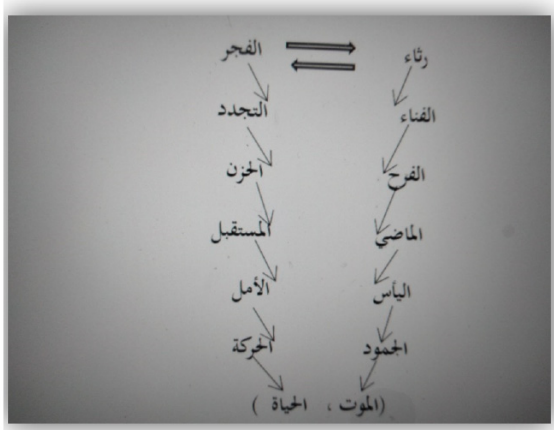 رثاء الفجر
الفناء التجدد
الفرح الحزن
الماضي المستقبل
اليأس الأمل
الجمود الحركة
(الموت ، الحياة )